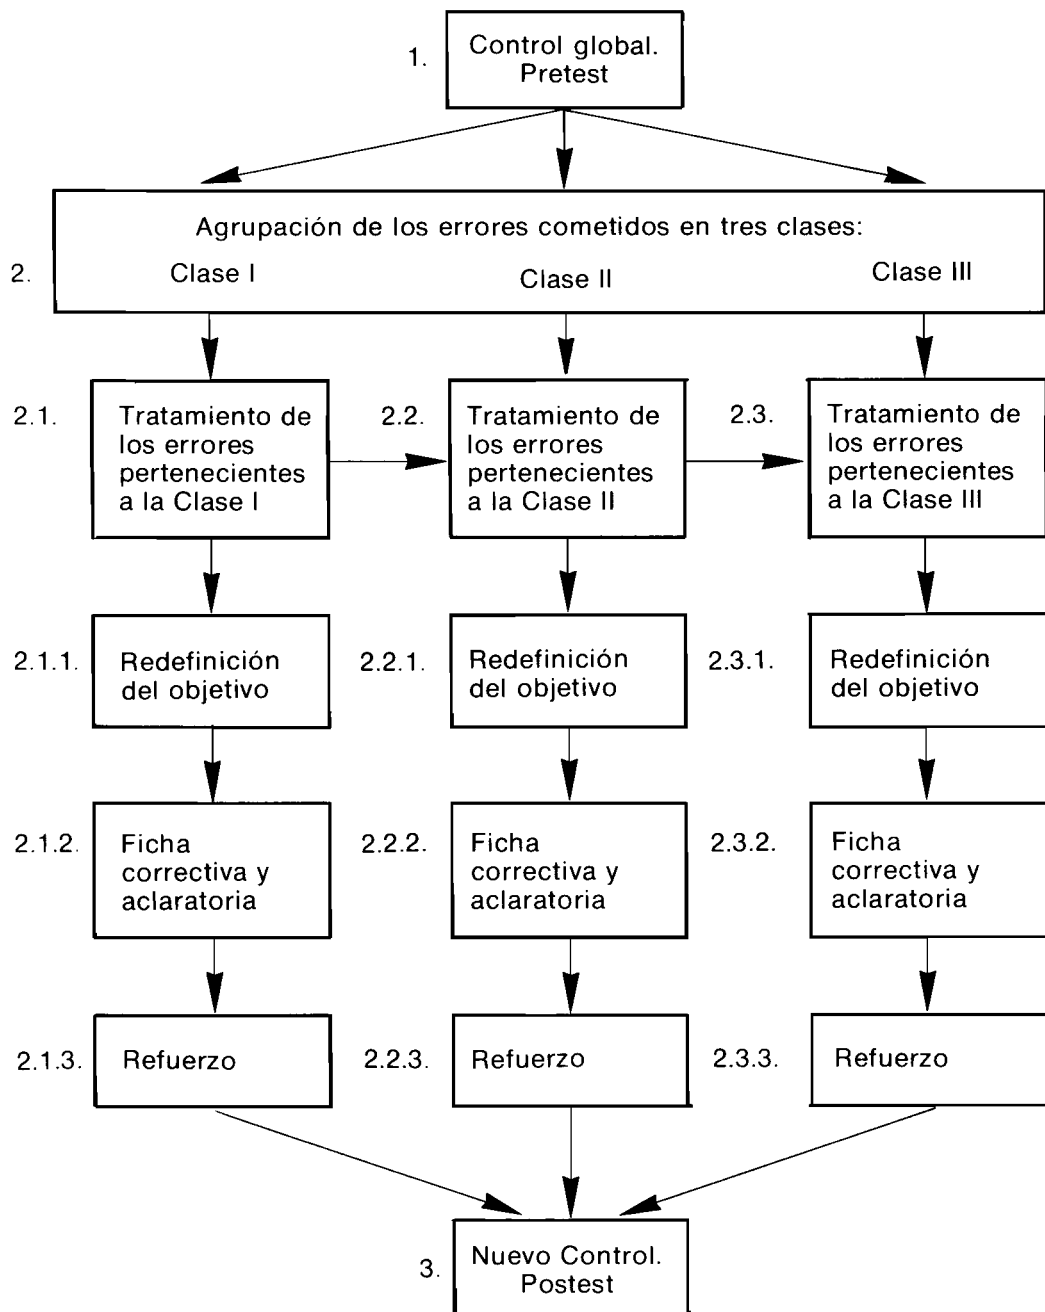 1.
Control global.
Pretest
2.
Agrupación de los errores cometidos en tres clases:
Clase I
Clase II
Clase III
2.1.
Tratamiento de
los errores
pertenecientes
a la Clase I
2.2.
Tratamiento de
los errores
pertenecientes
a la Clase II
2.3.
Tratamiento de
los errores
pertenecientes
a la Clase III
2.1.1.
Redefinición
del objetivo
2.2.1.
Redefinición
del objetivo
2.3.1.
Redefinición
del objetivo
2.1.2.
Ficha
correctiva y
aclaratoria
2.2.2.
Ficha
correctiva y
aclaratoria
2.3.2.
Ficha
correctiva y
aclaratoria
2.1.3.
Refuerzo
2.2.3.
Refuerzo
2.3.3.
Refuerzo
3.
Nuevo Control.
Postest